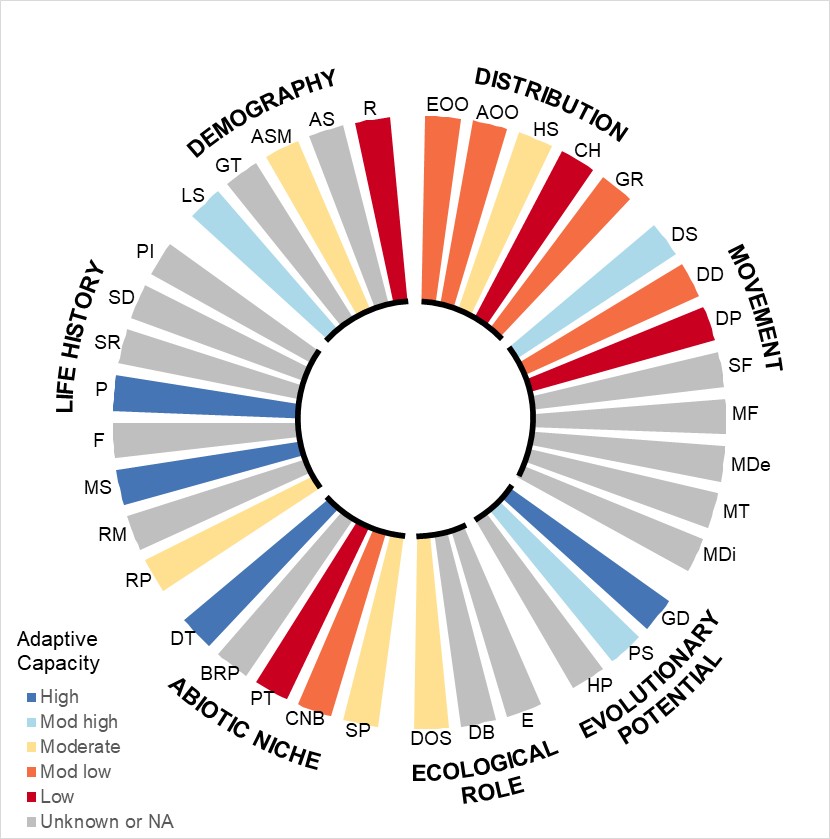 DEMOGRAPHY
DISTRIBUTION
MOVEMENT
EVOLUTIONARY
POTENTIAL
ECOLOGICAL
ROLE
ABIOTIC NICHE
LIFE HISTORY
EOO
AOO
HS
CH
GR
DS
DD
DP
SF
MF
MDe
MT
MDi
GD
PS
HP
E
DB
DOS
SP
CNB
PT
BRP
DT
RP
RM
MS
F
P
SR
SD
PI
LS
GT
ASM
AS
R
Adaptive
Capacity
High
Mod high
Moderate
Mod low
Low
Unknown or NA